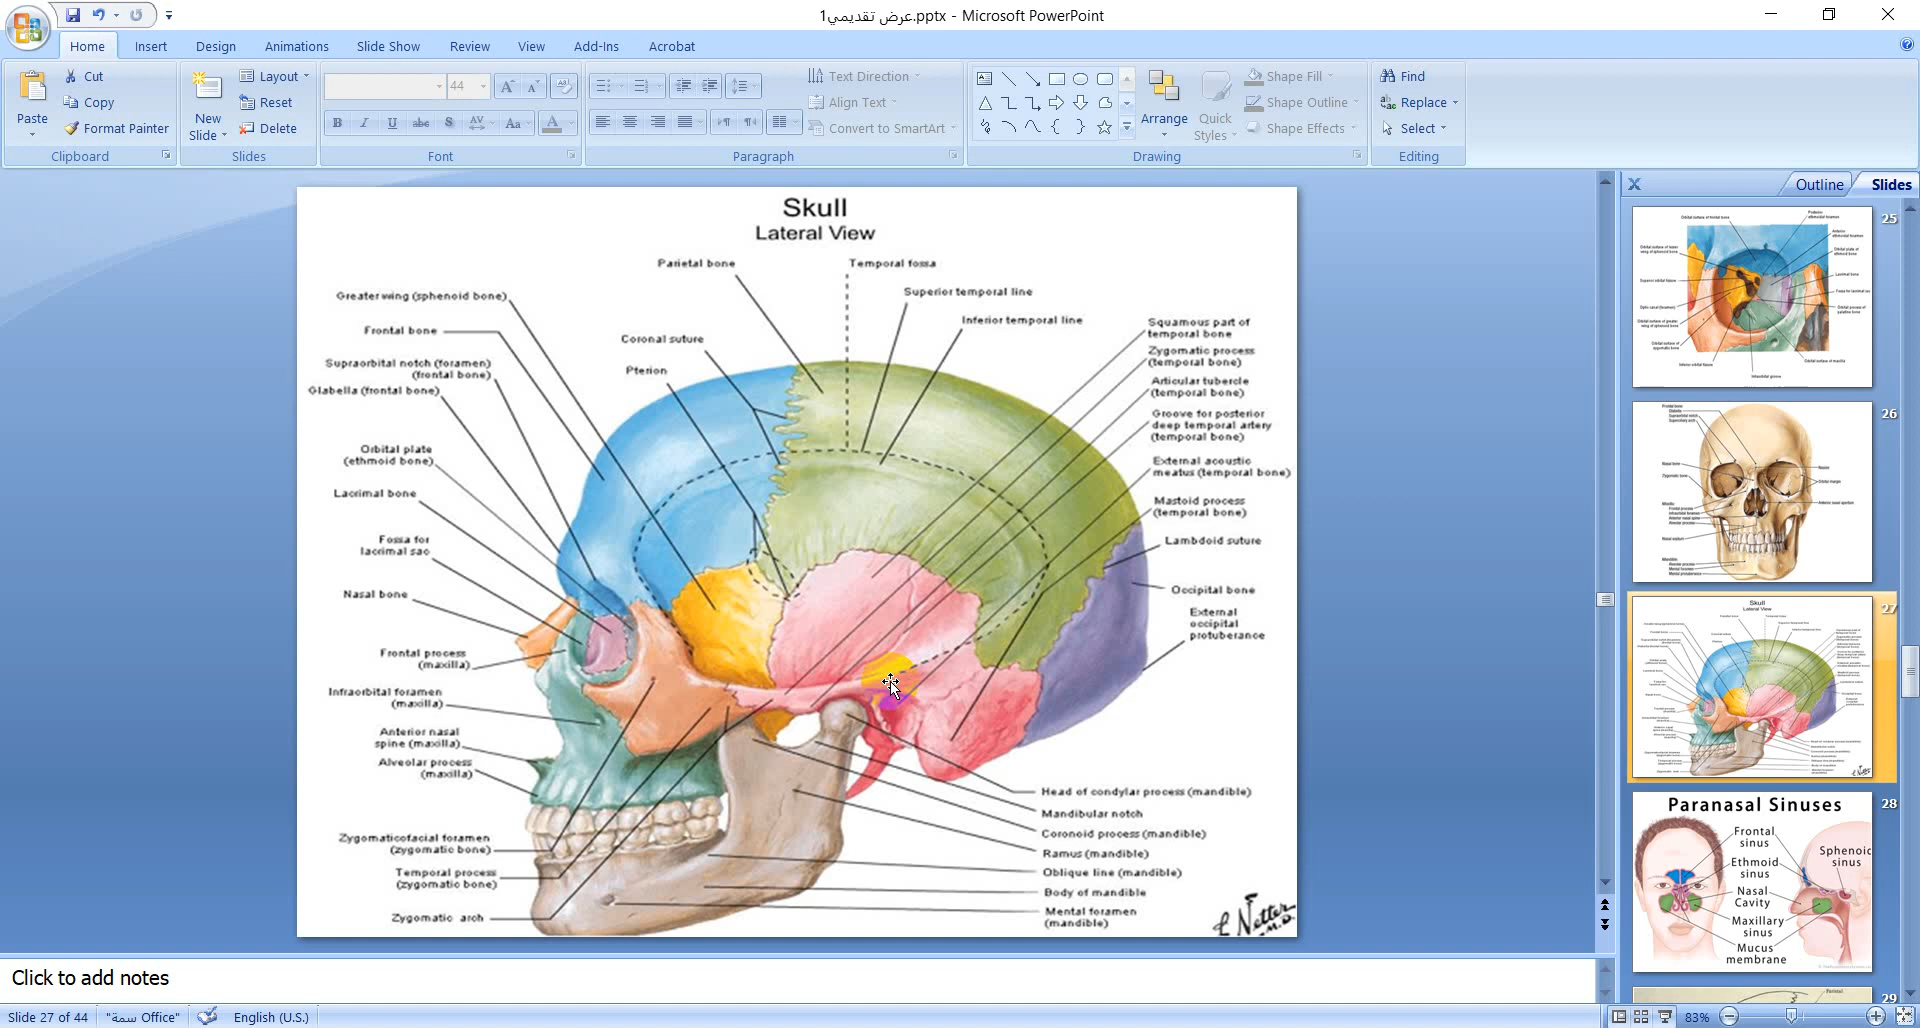 عرض تقديمي1.pptx - Microsoft PowerPoint
Home Insert Design Animations Slide Show Review View Add-Ins Acrobat
Paste
Cut
Copy
Format Painter
Clipboard
New
Slide
Layout
Reset
Delete
Slides
44
Font
Text Direction
Align Text
Convert to SmartArt
Paragraph
Arrange
Quick
Styles
Shape Fill
Shape Outline
Shape Effects
Drawing
Find
Replace
Select
Editing
Skull
Lateral View
Parietal bone
Temporal fossa
Superior temporal line
Inferior temporal line
Greater wing (sphenoid bone)
Frontal bone
Coronal suture
Supraorbital notch (foramen)
(frontal bone)
Pterion
Glabella (frontal bone)
Orbital plate
(ethmoid bone)
Lacrimal bone
Fossa for
lacrimal sac
Nasal bone
Frontal process
(maxilla)
Infraorbital foramen
(maxilla)
Anterior nasal
spine (maxilla)
Alveolar process
(maxilla)
Zygomaticofacial foramen
(zygomatic bone)
Temporal process
(zygomatic bone)
Zygomatic arch
Squamous part of
temporal bone
Zygomatic process
(temporal bone)
Articular tubercle
(temporal bone)
Groove for posterior
deep temporal artery
(temporal bone)
External acoustic
meatus (temporal bone)
Mastoid process
(temporal bone)
Lambdoid suture
Occipital bone
External
occipital
protuberance
Head of condylar process (mandible)
Mandibular notch
Coronoid process (mandible)
Ramus (mandible)
Oblique line (mandible)
Body of mandible
Mental foramen
(mandible)
F. Netter
M.D.
Outline Slides
25
26
27
Skull
Lateral View
28
Paranasal Sinuses
Frontal
sinus
Ethmoid
sinus
Nasal
Cavity
Maxillary
sinus
Mucus
membrane
Sphenoid
sinus
29
Click to add notes
Slide 27 of 44
"سمة Office"
English (U.S.)
83%